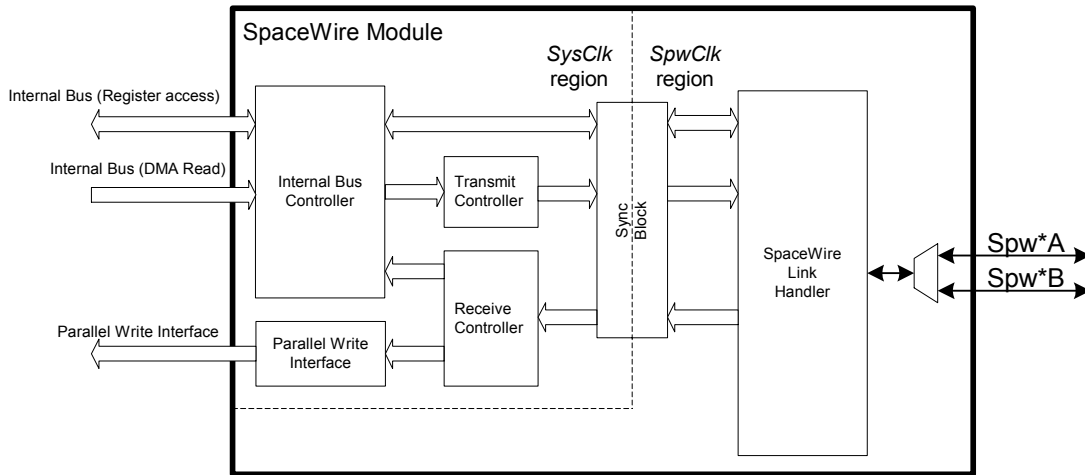 SpaceWire Module
SysClk
region
SpwClk
region
Internal Bus (Register access)
Internal Bus (DMA Read)
Internal Bus
Controller
Transmit
Controller
Sync
Block
SpaceWire
Link
Handler
Spw*A
Spw*B
Receive
Controller
Parallel Write Interface
Parallel Write
Interface